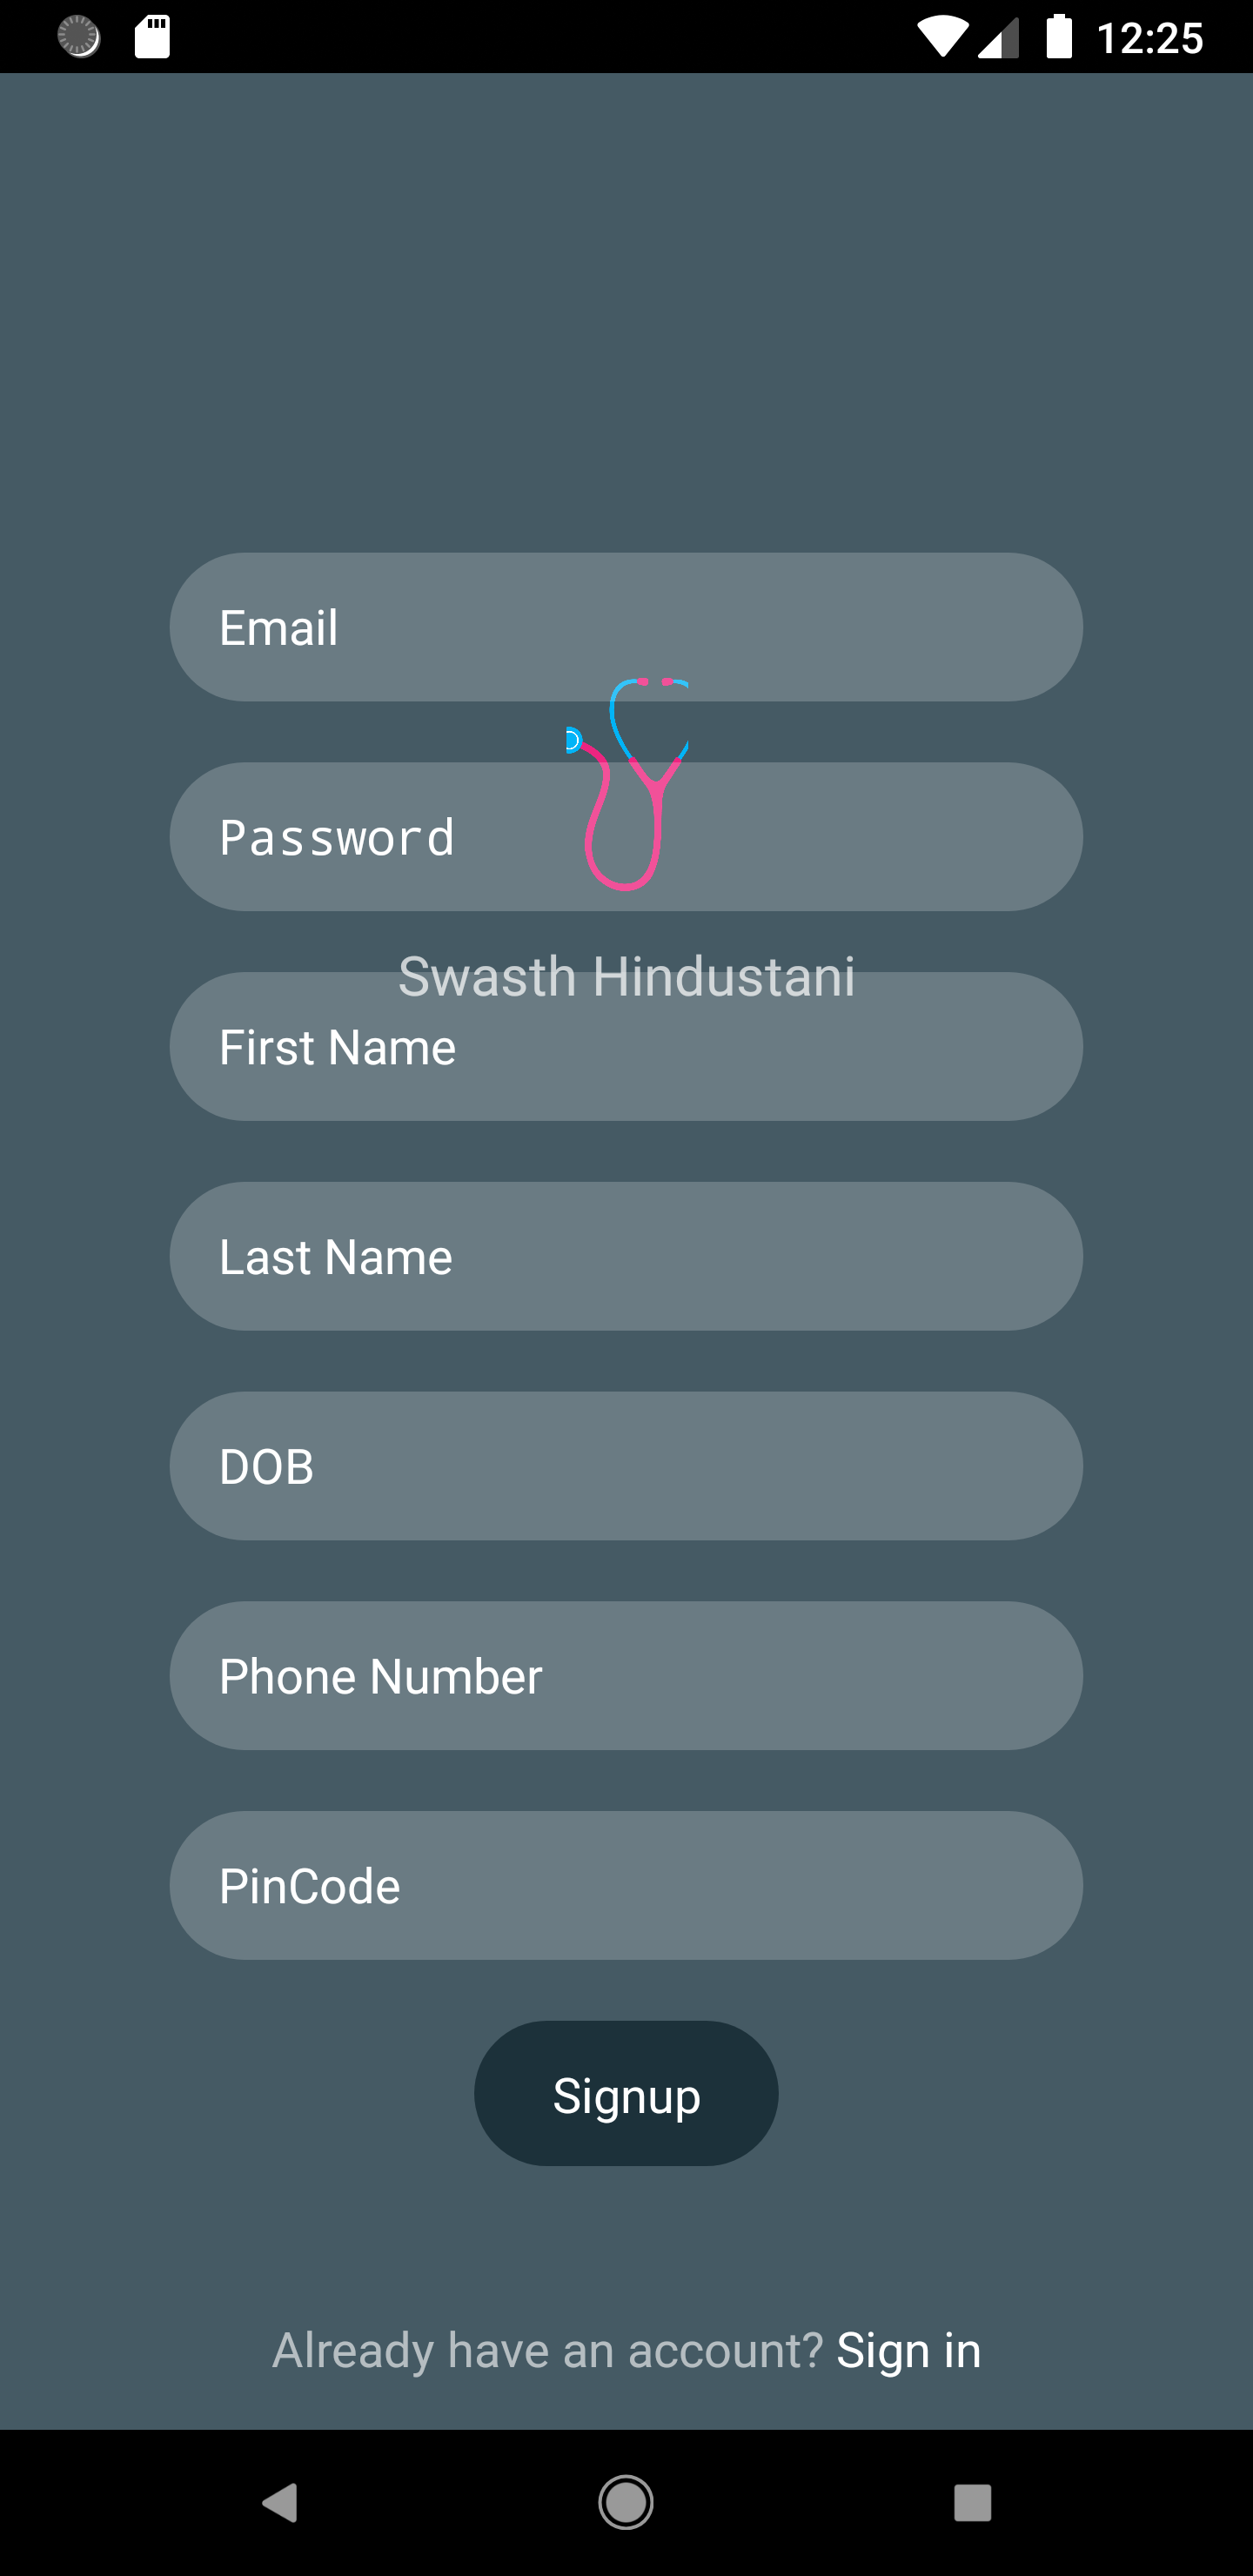 12:25
Email
Password
Swasth Hindustani
First Name
Last Name
DOB
Phone Number
PinCode
Signup
Already have an account? Sign in